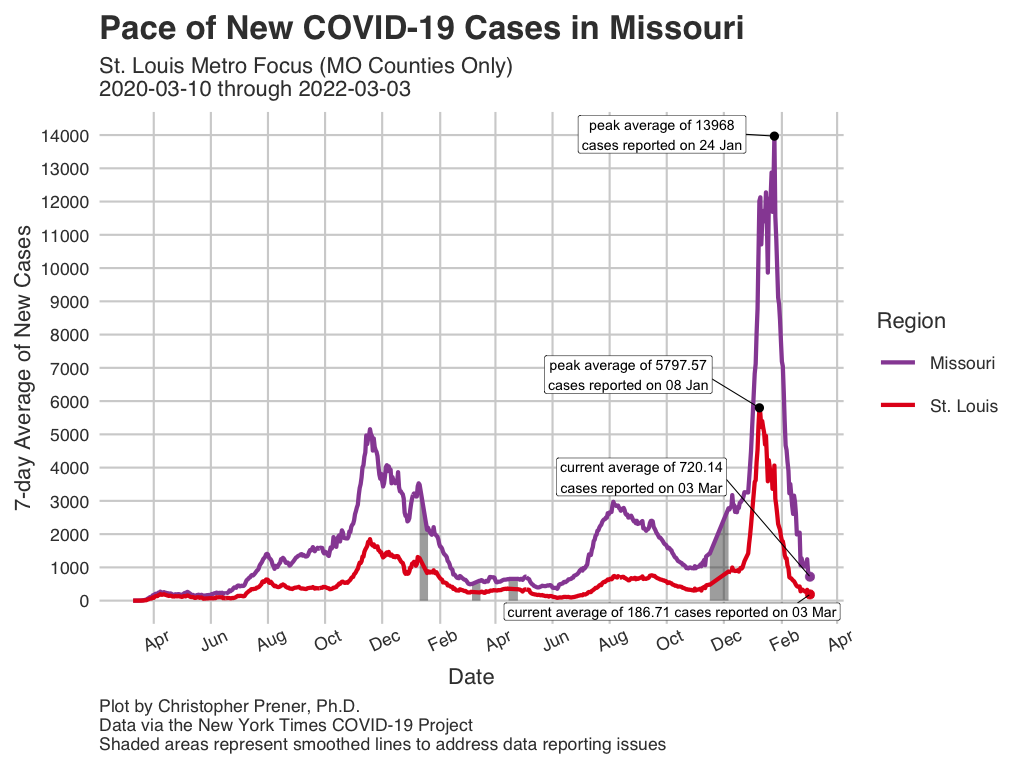 Pace of New COVID-19 Cases in Missouri
St. Louis Metro Focus (MO Counties Only)
2020-03-10 through 2022-03-03
7-day Average of New Cases
14000
13000
12000
11000
10000
9000
8000
7000
6000
5000
4000
3000
2000
1000
0
peak average of 13968
cases reported on 24 Jan
peak average of 5797.57
cases reported on 08 Jan
current average of 720.14
cases reported on 03 Mar
current average of 186.71 cases reported on 03 Mar
Apr Jun Aug Oct Dec Feb Apr Jun Aug Oct Dec Feb Apr
Date
Region
Missouri
St. Louis
Plot by Christopher Prener, Ph.D.
Data via the New York Times COVID-19 Project
Shaded areas represent smoothed lines to address data reporting issues